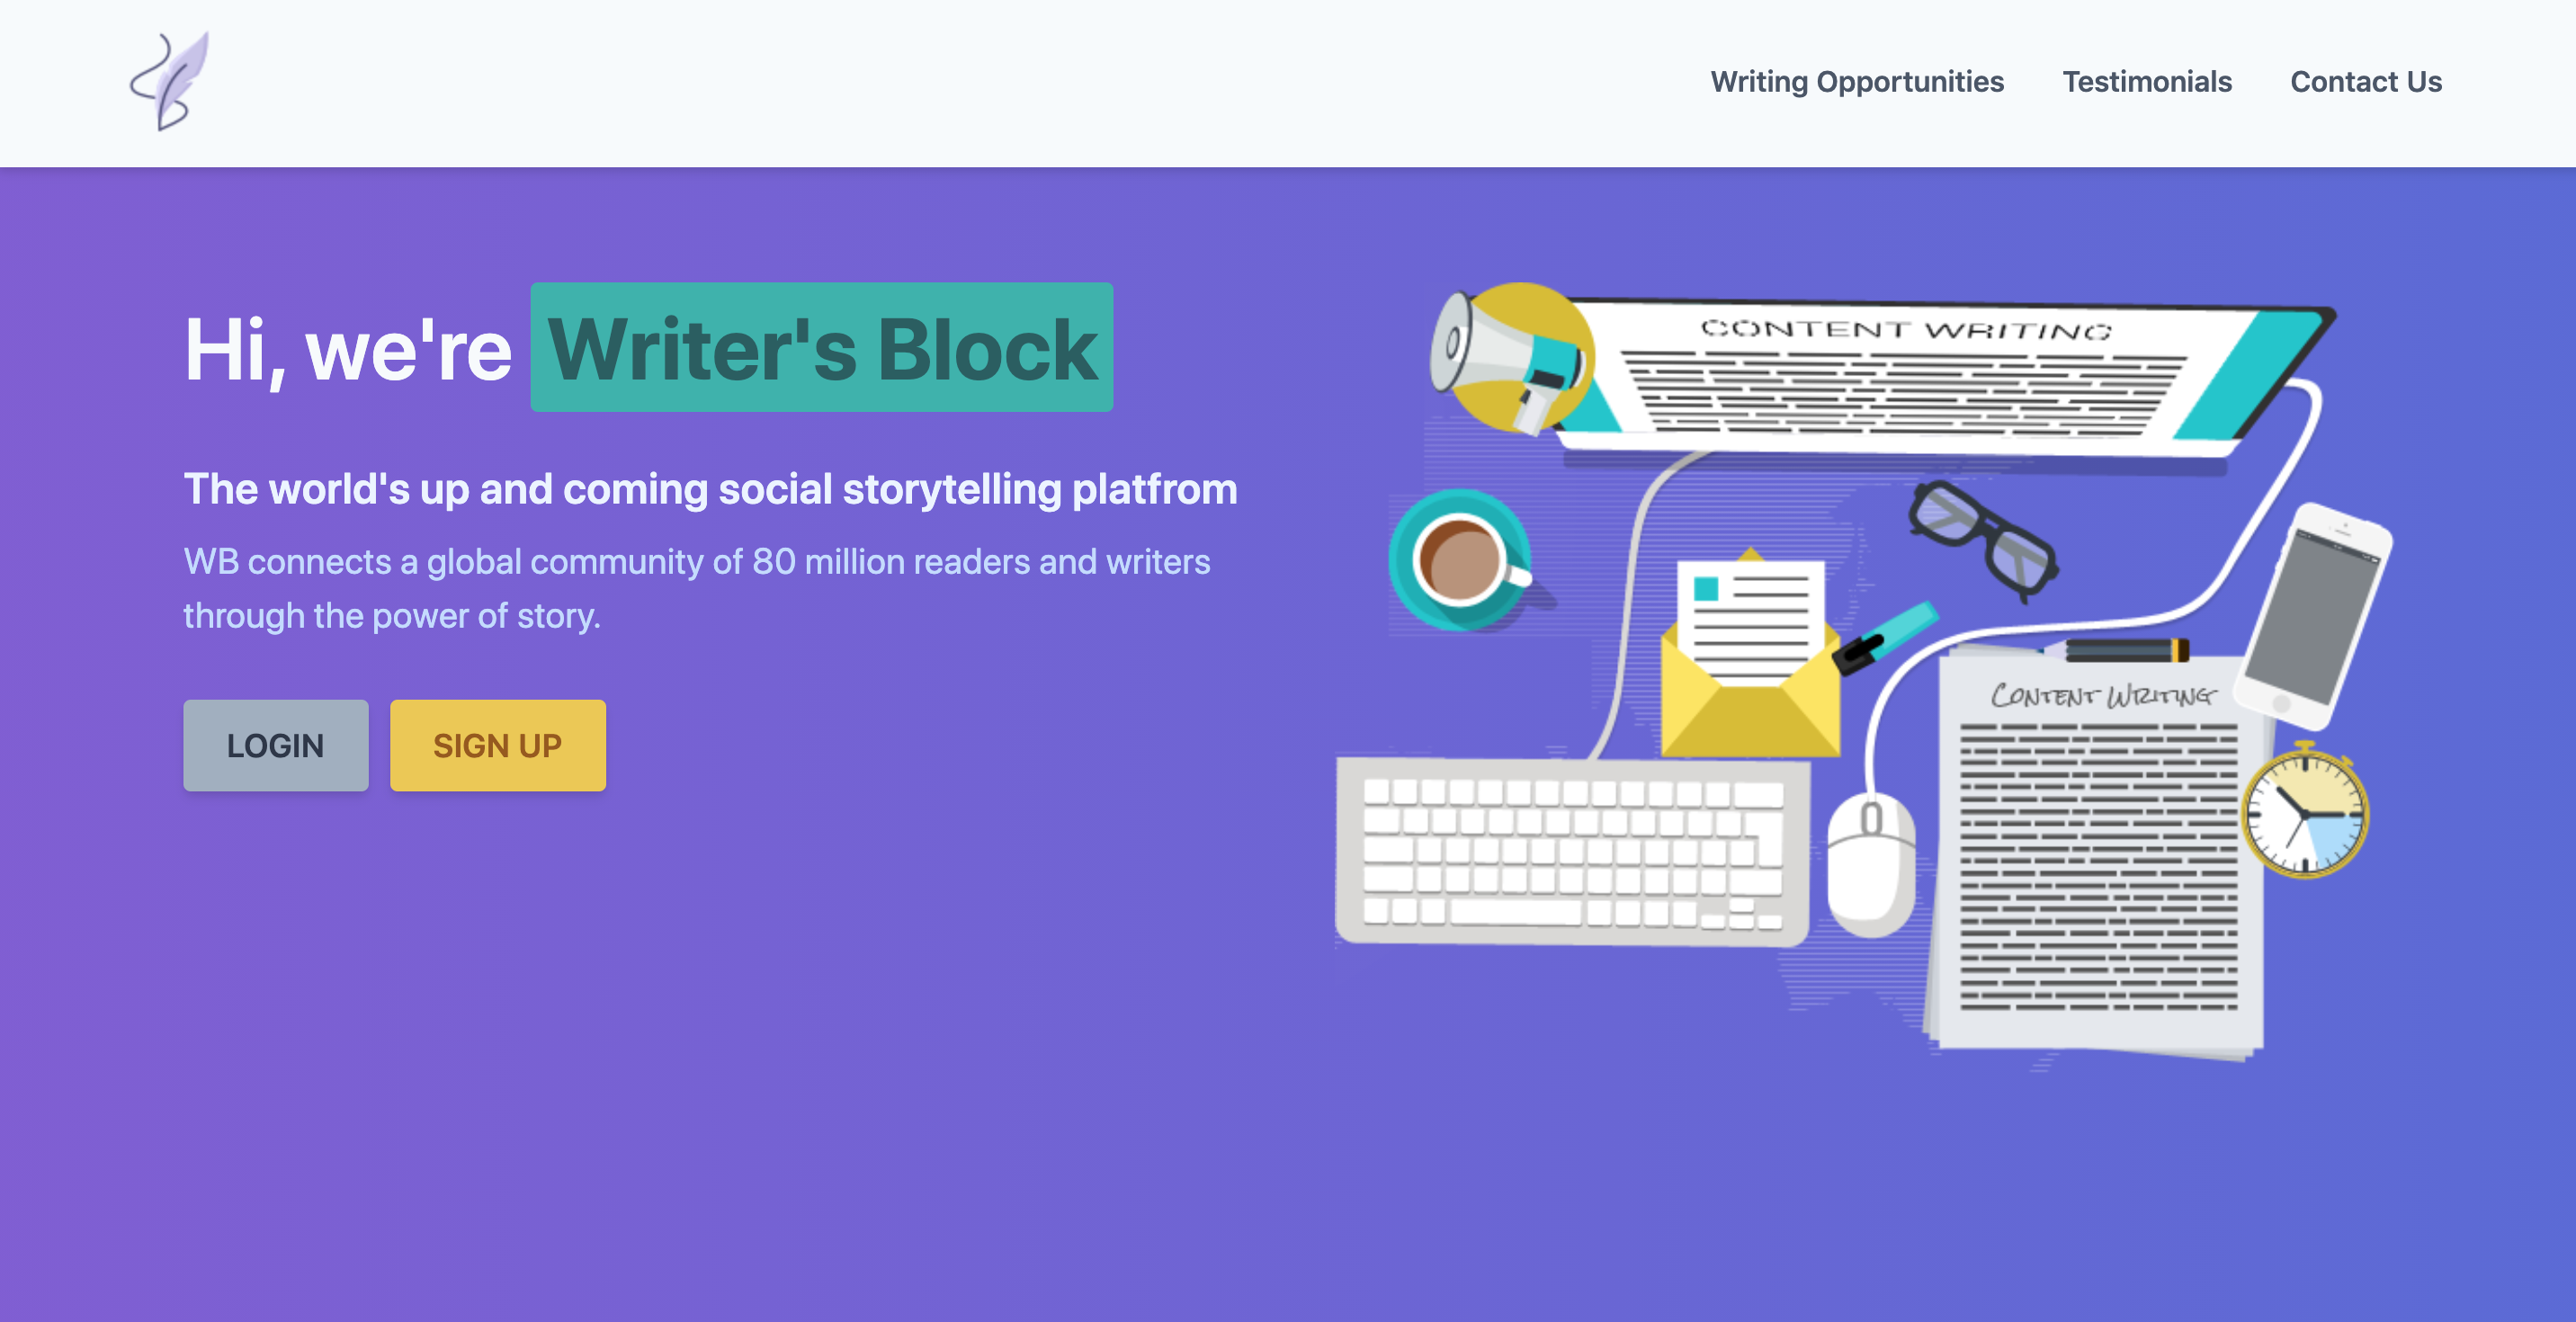 Writing Opportunities Testimonials Contact Us
Hi, we're Writer's Block
CONTENT WRITING
The world's up and coming social storytelling platfrom
WB connects a global community of 80 million readers and writers
through the power of story.
CONTENT WRITING
LOGIN SIGN UP